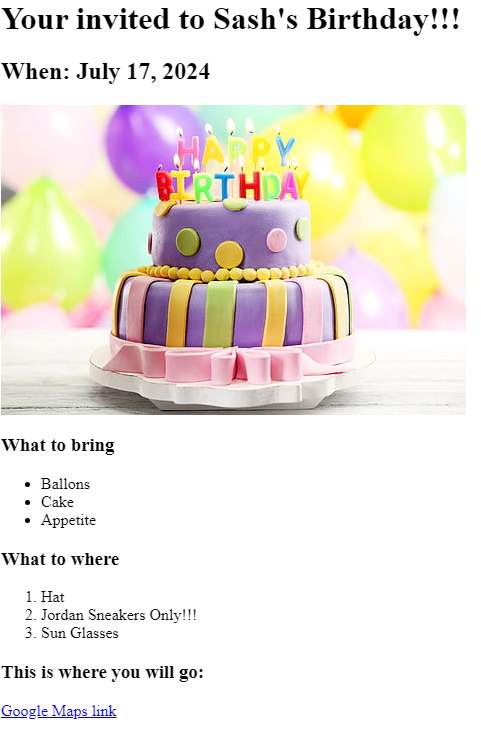 Your invited to Sash's Birthday!!!
When: July 17, 2024
HAPPY
BIRTHDAY
What to bring
Ballons
Cake
Appetite
What to where
1. Hat
2. Jordan Sneakers Only!!!
3. Sun Glasses
This is where you will go:
Google Maps link